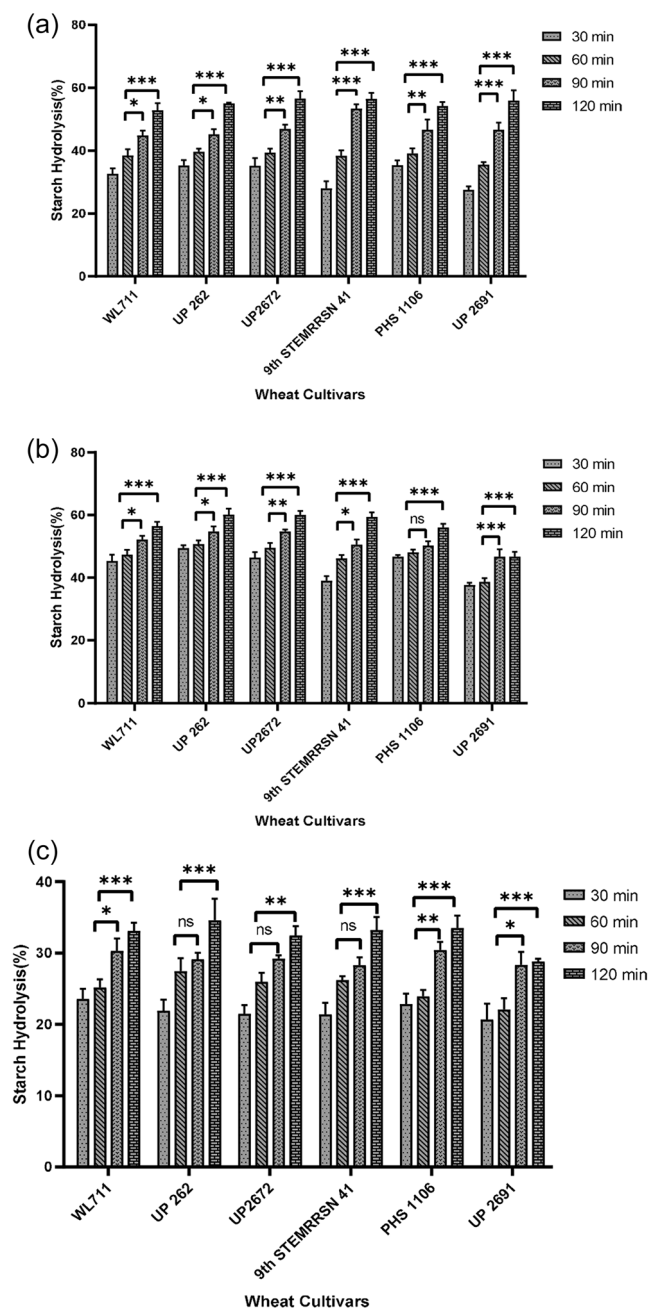 (a)
80
60
40
20
0
Starch Hydrolysis(%)
* *** * *** ** *** *** *** ** *** *** ***
WL711 UP 262 UP2672 9th STEMRRSN 41 PHS 1106 UP 2691
Wheat Cultivars
30 min
60 min
90 min
120 min
(b)
80
60
40
20
0
Starch Hydrolysis(%)
* *** * *** ** *** * *** ns *** *** ***
WL711 UP 262 UP2672 9th STEMRRSN 41 PHS 1106 UP 2691
Wheat Cultivars
30 min
60 min
90 min
120 min
(c)
40
30
20
10
0
Starch Hydrolysis(%)
* *** ns *** ns ** ns *** ** *** * ***
WL711 UP 262 UP2672 9th STEMRRSN 41 PHS 1106 UP 2691
Wheat Cultivars
30 min
60 min
90 min
120 min